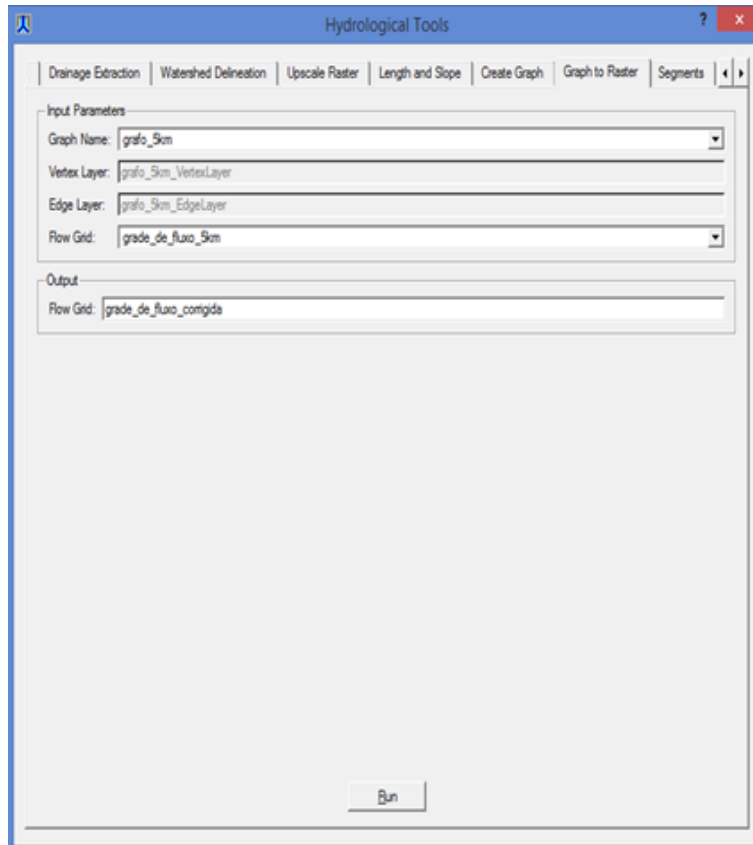 Hydrological Tools
Drainage Extraction Watershed Delineation Upscale Raster Length and Slope Create Graph Graph to Raster Segments
Input Parameters
Graph Name: grafo_5km
Vertex Layer: grafo_5km_VertexLayer
Edge Layer: grafo_5km_EdgeLayer
Flow Grid: grade_de_fluxo_5km
Output
Flow Grid: grade_de_fluxo_corrigida
Run